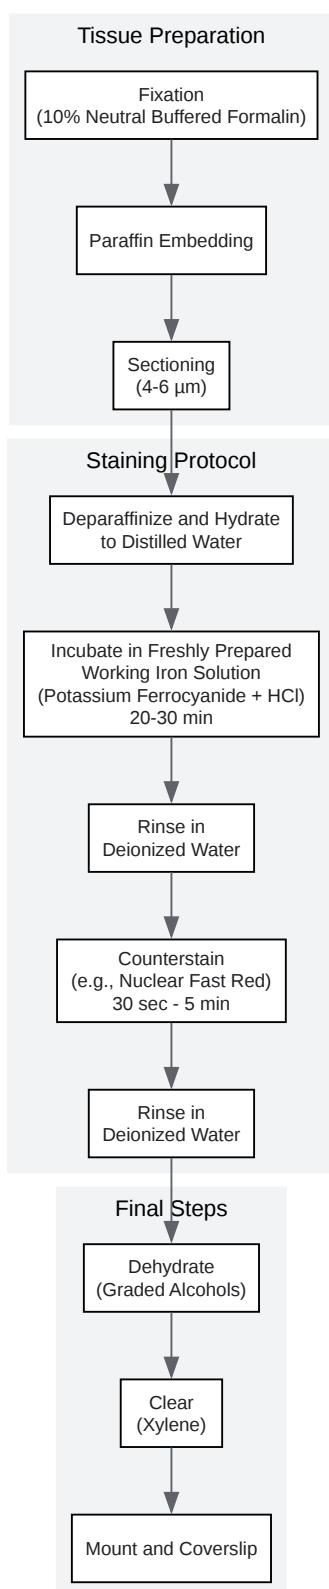 Tissue Preparation
Fixation
(10% Neutral Buffered Formalin)
Paraffin Embedding
Sectioning
(4-6 µm)
Staining Protocol
Deparaffinize and Hydrate
to Distilled Water
Incubate in Freshly Prepared
Working Iron Solution
(Potassium Ferrocyanide + HCl)
20-30 min
Rinse in
Deionized Water
Counterstain
(e.g., Nuclear Fast Red)
30 sec - 5 min
Rinse in
Deionized Water
Final Steps
Dehydrate
(Graded Alcohols)
Clear
(Xylene)
Mount and Coverslip